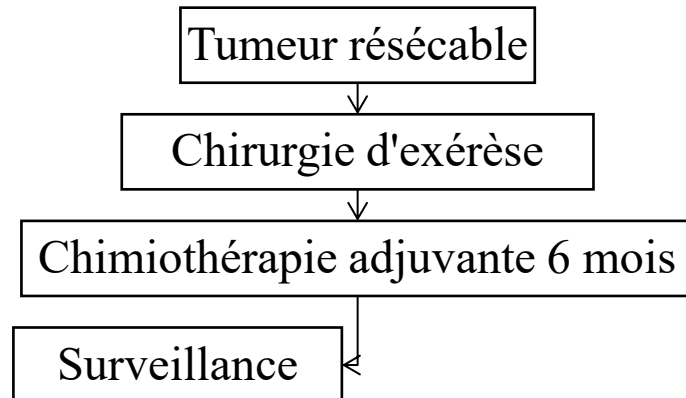 Tumeur résécable
Chirurgie d'exérèse
Chimiothérapie adjuvante 6 mois
Surveillance